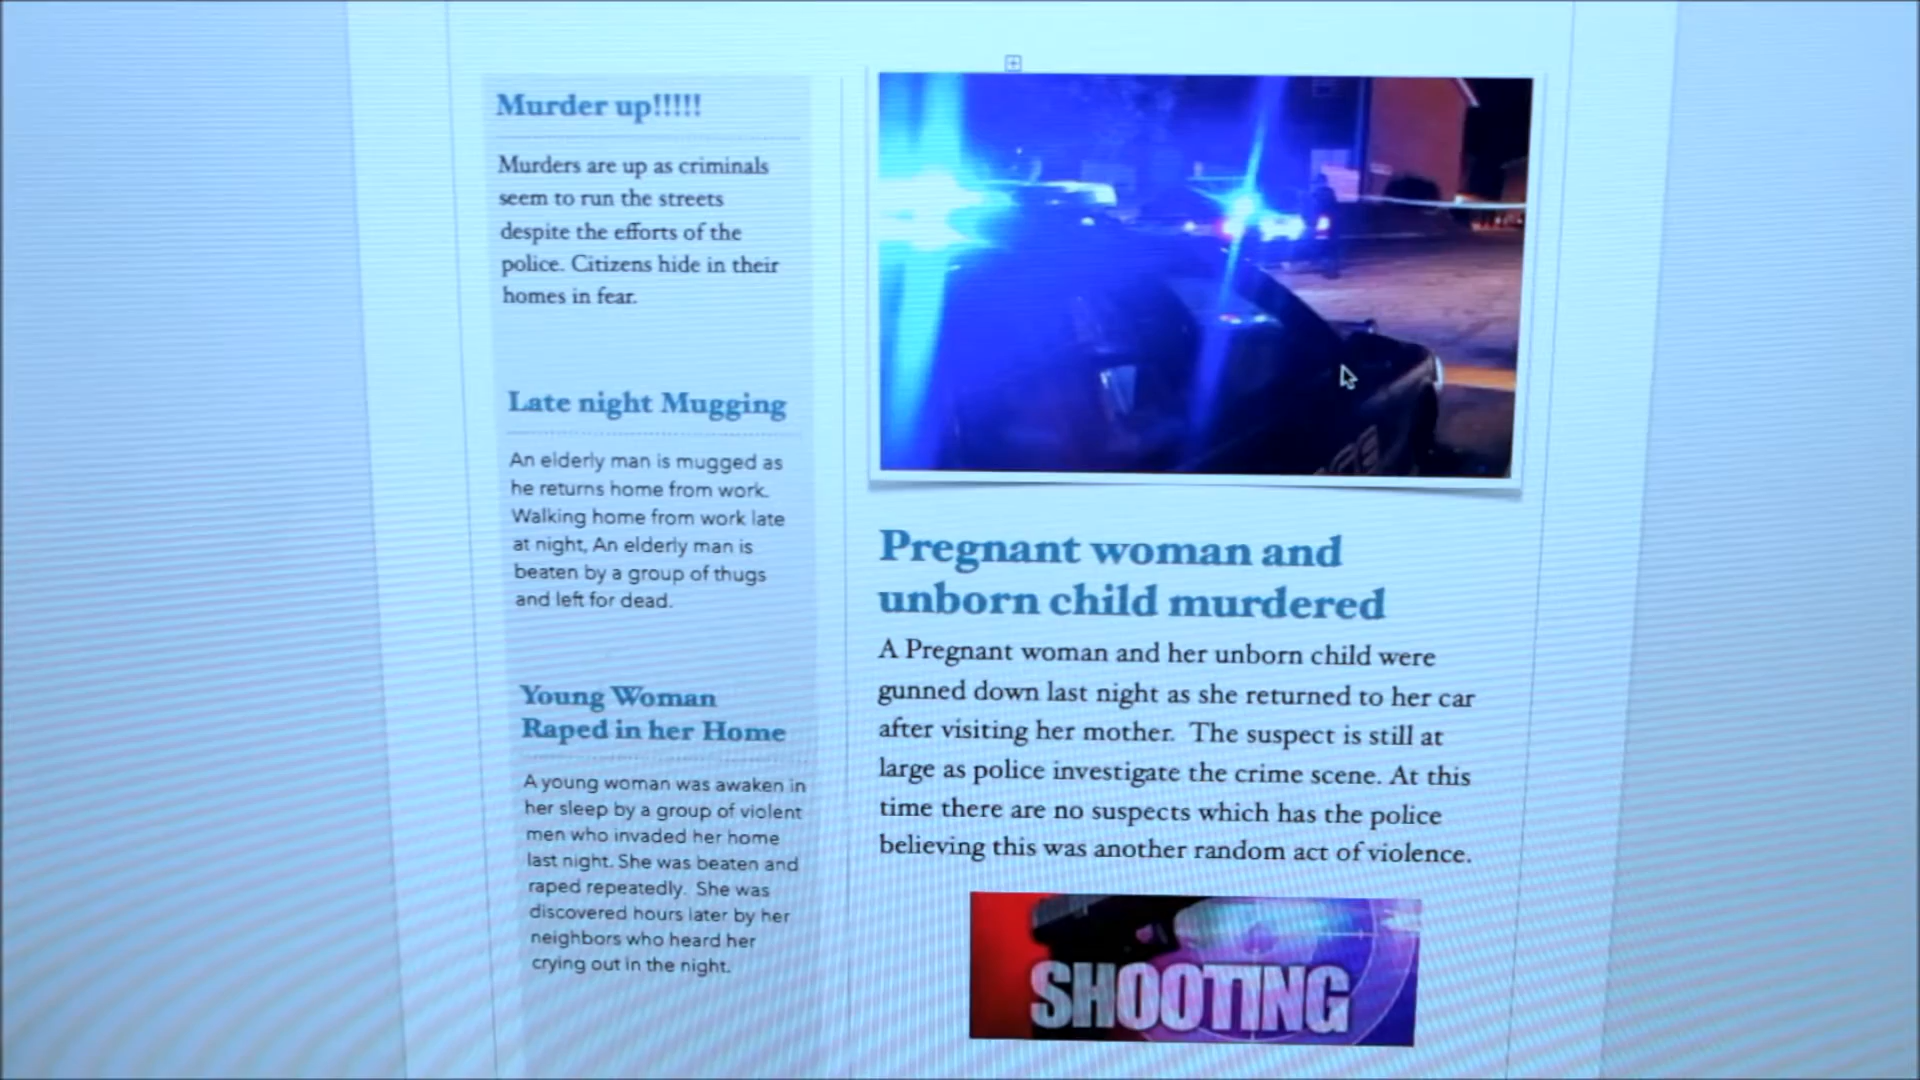 Murder up!!!!!
Murders are up as criminals
seem to run the streets
despite the efforts of the
police. Citizens hide in their
homes in fear.
Late night Mugging
An elderly man is mugged as
he returns home from work.
Walking home from work late
at night, An elderly man is
beaten by a group of thugs
and left for dead.
Young Woman
Raped in her Home
A young woman was awaken in
her sleep by a group of violent
men who invaded her home
last night. She was beaten and
raped repeatedly. She was
discovered hours later by her
neighbors who heard her
crying out in the night.
Pregnant woman and
unborn child murdered
A Pregnant woman and her unborn child were
gunned down last night as she returned to her car
after visiting her mother. The suspect is still at
large as police investigate the crime scene. At this
time there are no suspects which has the police
believing this was another random act of violence.
SHOOTING